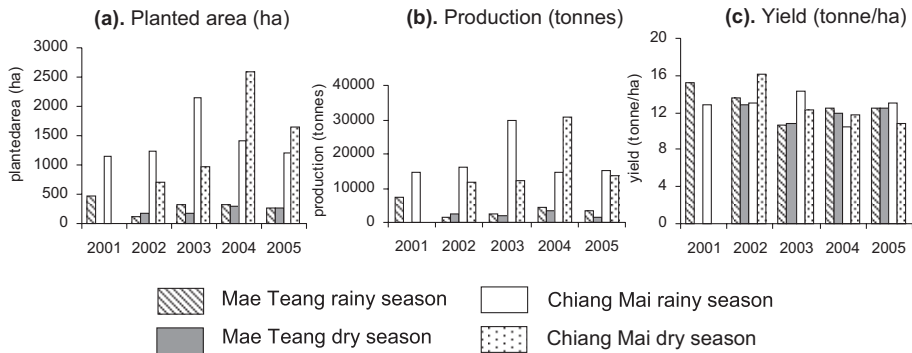 (a). Planted area (ha)
plantedarea (ha)
3000
2500
2000
1500
1000
500
0
2001 2002 2003 2004 2005
(b). Production (tonnes)
production (tonnes)
40000
30000
20000
10000
0
2001 2002 2003 2004 2005
(c). Yield (tonne/ha)
yield (tonne/ha)
20
16
12
8
4
0
2001 2002 2003 2004 2005
Mae Teang rainy season
Chiang Mai rainy season
Mae Teang dry season
Chiang Mai dry season